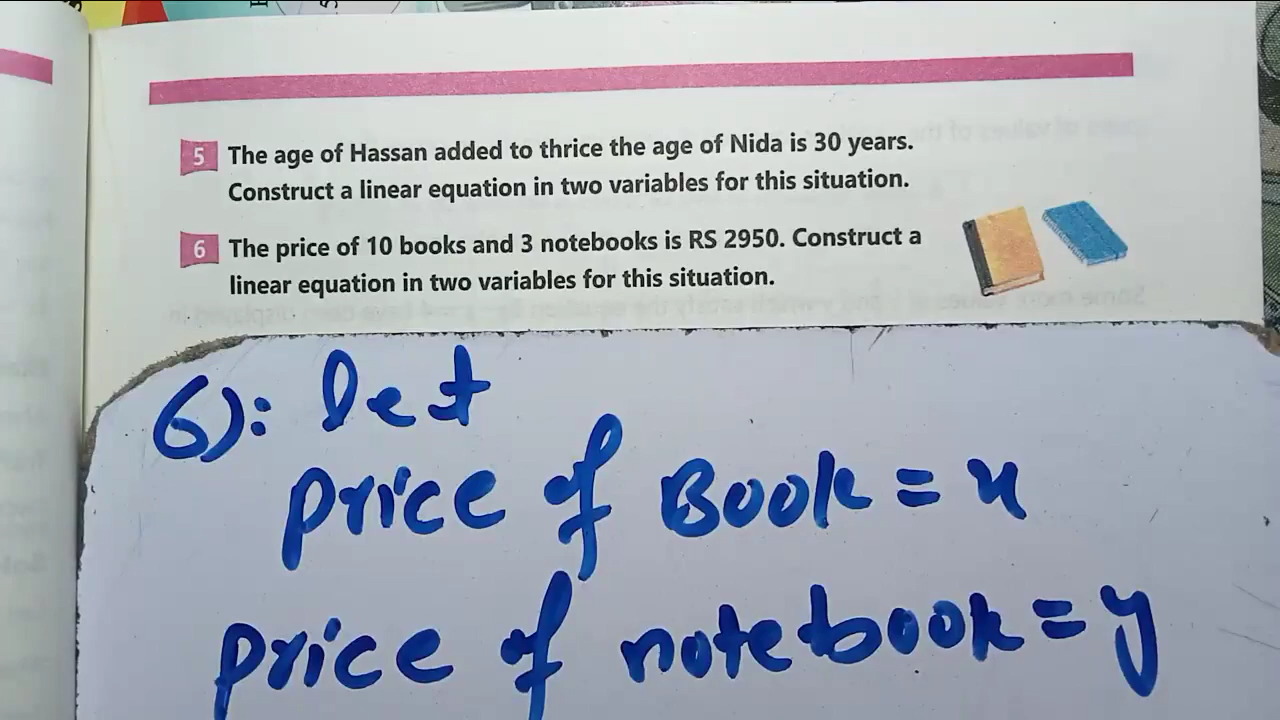 5 The age of Hassan added to thrice the age of Nida is 30 years.
Construct a linear equation in two variables for this situation.
6 The price of 10 books and 3 notebooks is RS 2950. Construct a
linear equation in two variables for this situation.
6): let
price of Book = x
price of notebook = y